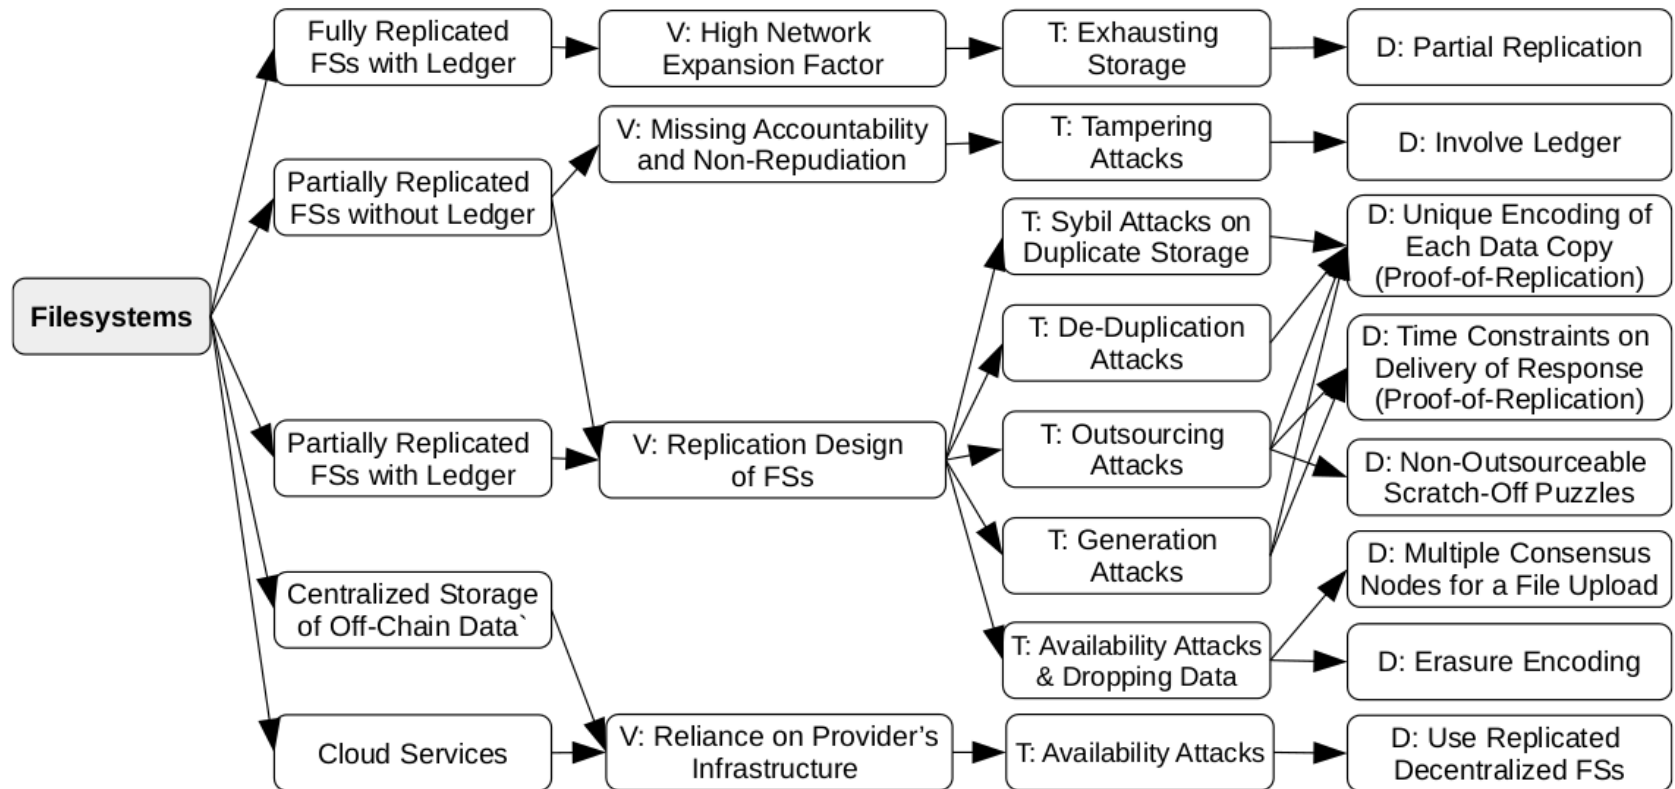 Fully Replicated
FSs with Ledger
V: High Network
Expansion Factor
T: Exhausting
Storage
D: Partial Replication
V: Missing Accountability
and Non-Repudiation
T: Tampering
Attacks
D: Involve Ledger
Partially Replicated
FSs without Ledger
T: Sybil Attacks on
Duplicate Storage
D: Unique Encoding of
Each Data Copy
(Proof-of-Replication)
Filesystems
T: De-Duplication
Attacks
D: Time Constraints on
Delivery of Response
(Proof-of-Replication)
Partially Replicated
FSs with Ledger
V: Replication Design
of FSs
T: Outsourcing
Attacks
D: Non-Outsourceable
Scratch-Off Puzzles
T: Generation
Attacks
D: Multiple Consensus
Nodes for a File Upload
Centralized Storage
of Off-Chain Data`
T: Availability Attacks
& Dropping Data
D: Erasure Encoding
Cloud Services
V: Reliance on Provider’s
Infrastructure
T: Availability Attacks
D: Use Replicated
Decentralized FSs